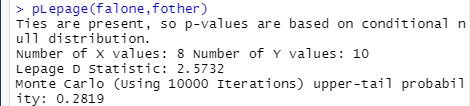 > pLepage(falone,fother)
Ties are present, so p-values are based on conditional n
ull distribution.
Number of X values: 8 Number of Y values: 10
Lepage D Statistic: 2.5732
Monte Carlo (Using 10000 Iterations) upper-tail probabil
ity: 0.2819